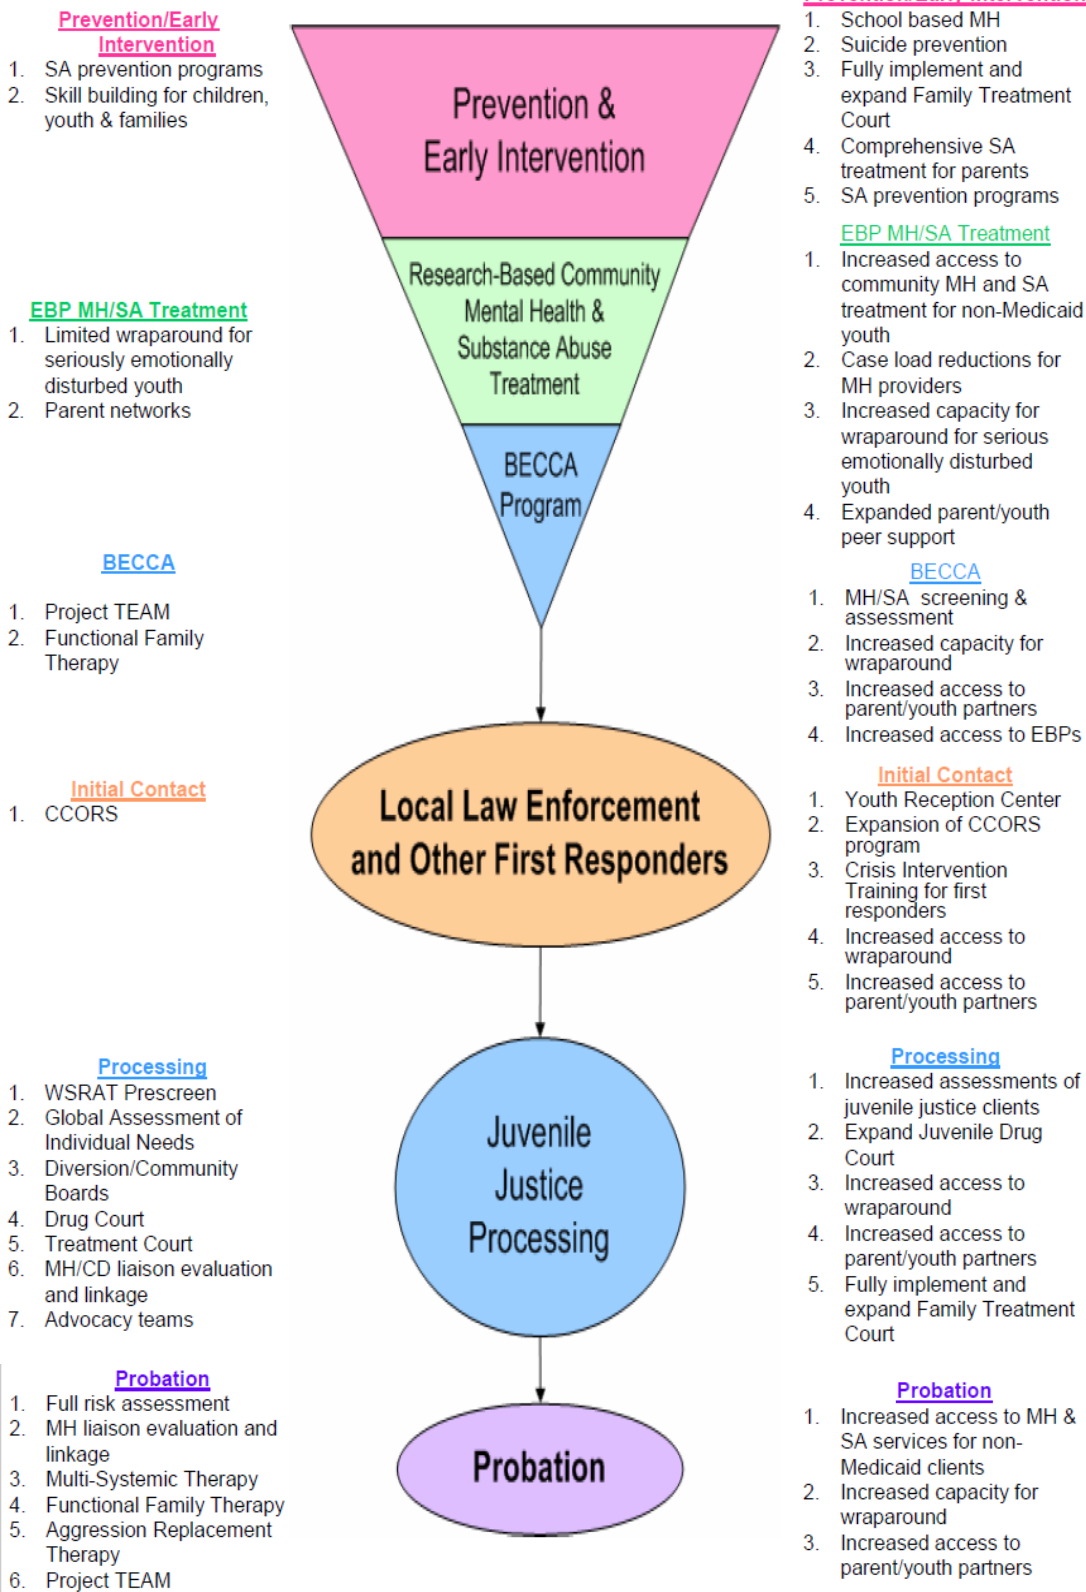 Prevention/Early
Intervention
1. SA prevention programs
2. Skill building for children,
youth & families
EBP MH/SA Treatment
1. Limited wraparound for
seriously emotionally
disturbed youth
2. Parent networks
BECCA
1. Project TEAM
2. Functional Family
Therapy
Initial Contact
1. CCORS
Processing
1. WSRAT Prescreen
2. Global Assessment of
Individual Needs
3. Diversion/Community
Boards
4. Drug Court
5. Treatment Court
6. MH/CD liaison evaluation
and linkage
7. Advocacy teams
Probation
1. Full risk assessment
2. MH liaison evaluation and
linkage
3. Multi-Systemic Therapy
4. Functional Family Therapy
5. Aggression Replacement
Therapy
6. Project TEAM
Prevention &
Early Intervention
Research-Based Community
Mental Health &
Substance Abuse
Treatment
BECCA
Program
Local Law Enforcement
and Other First Responders
Juvenile
Justice
Processing
Probation
Prevention/Early Intervention
1. School based MH
2. Suicide prevention
3. Fully implement and
expand Family Treatment
Court
4. Comprehensive SA
treatment for parents
5. SA prevention programs
EBP MH/SA Treatment
1. Increased access to
community MH and SA
treatment for non-Medicaid
youth
2. Case load reductions for
MH providers
3. Increased capacity for
wraparound for serious
emotionally disturbed
youth
4. Expanded parent/youth
peer support
BECCA
1. MH/SA screening &
assessment
2. Increased capacity for
wraparound
3. Increased access to
parent/youth partners
4. Increased access to EBPs
Initial Contact
1. Youth Reception Center
2. Expansion of CCORS
program
3. Crisis Intervention
Training for first
responders
4. Increased access to
wraparound
5. Increased access to
parent/youth partners
Processing
1. Increased assessments of
juvenile justice clients
2. Expand Juvenile Drug
Court
3. Increased access to
wraparound
4. Increased access to
parent/youth partners
5. Fully implement and
expand Family Treatment
Court
Probation
1. Increased access to MH &
SA services for non-
Medicaid clients
2. Increased capacity for
wraparound
3. Increased access to
parent/youth partners